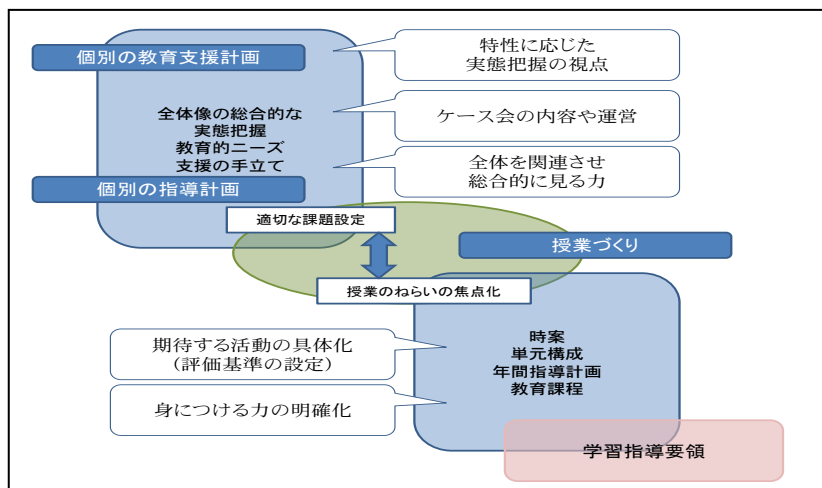 個別の教育支援計画
特性に応じた
実態把握の視点
全体像の総合的な
実態把握
教育的ニーズ
支援の手立て
ケース会の内容や運営
全体を関連させ
総合的に見る力
個別の指導計画
適切な課題設定
授業づくり
授業のねらいの焦点化
期待する活動の具体化
（評価基準の設定）
時案
単元構成
年間指導計画
教育課程
身につける力の明確化
学習指導要領